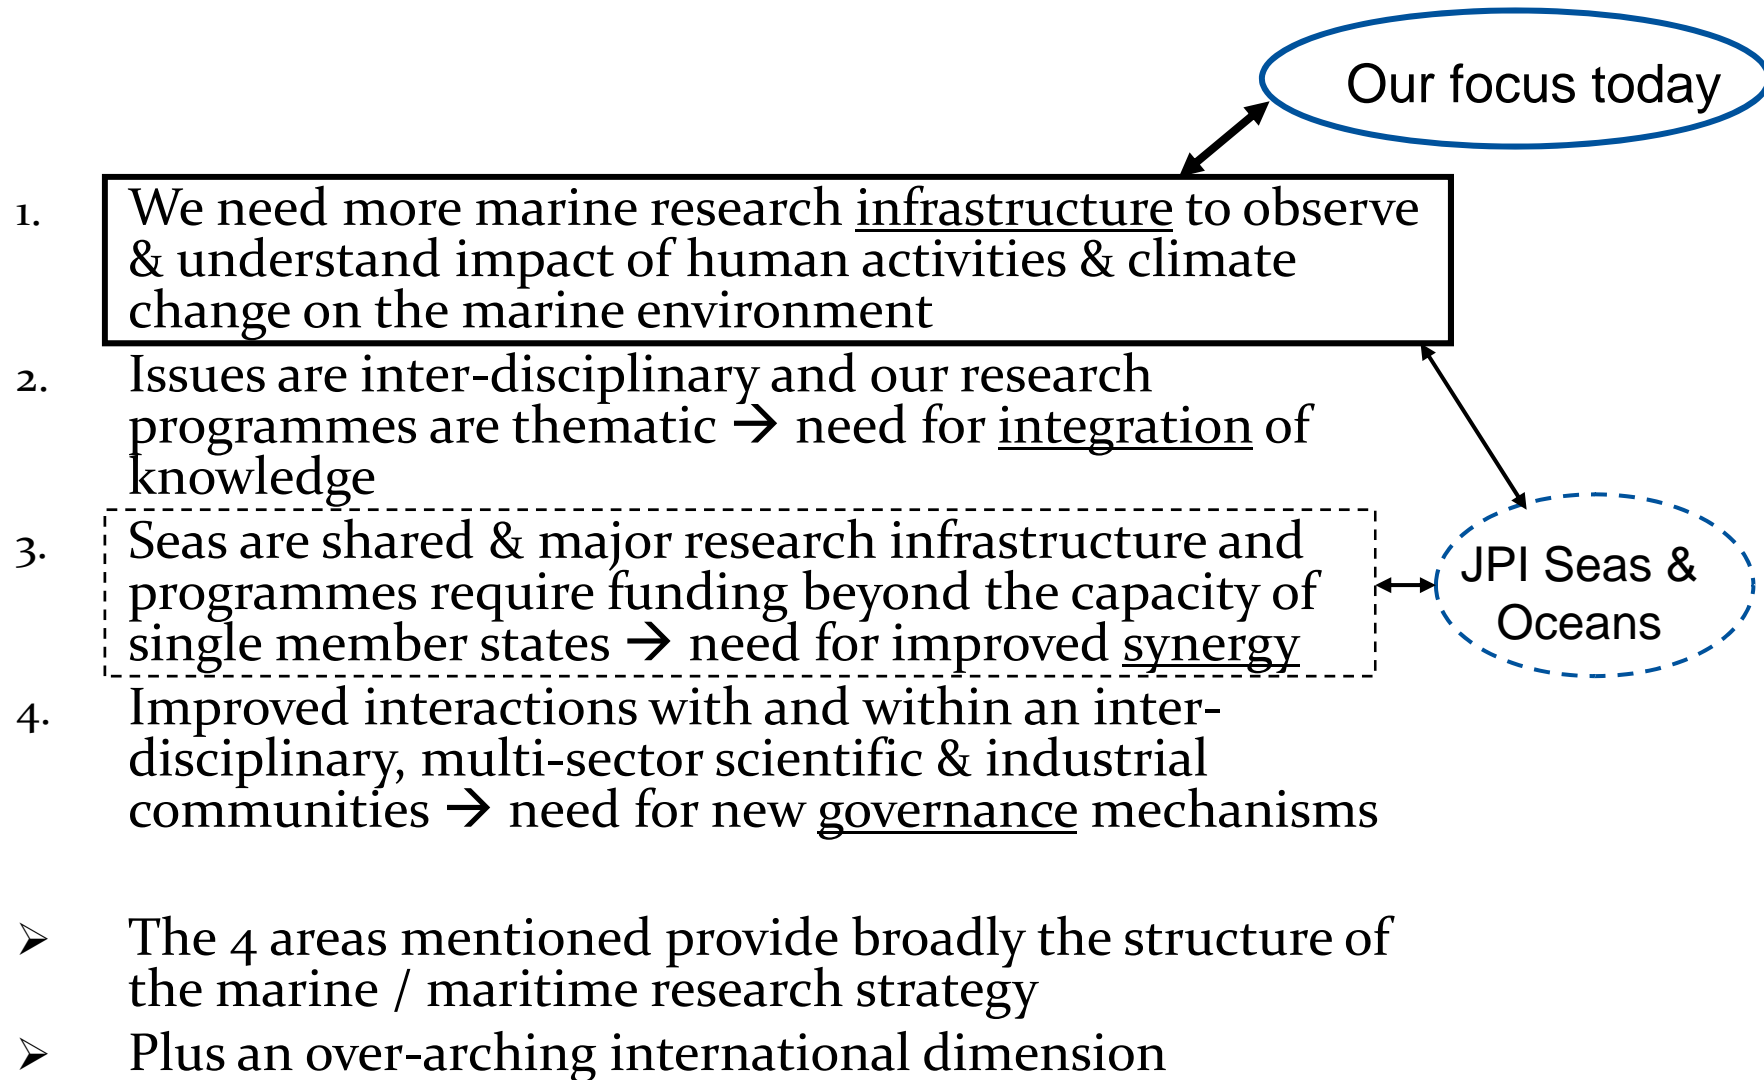 Our focus today
1. We need more marine research infrastructure to observe
& understand impact of human activities & climate
change on the marine environment
2. Issues are inter-disciplinary and our research
programmes are thematic → need for integration of
knowledge
3. Seas are shared & major research infrastructure and
programmes require funding beyond the capacity of
single member states → need for improved synergy
JPI Seas &
Oceans
4. Improved interactions with and within an inter-
disciplinary, multi-sector scientific & industrial
communities → need for new governance mechanisms
➢ The 4 areas mentioned provide broadly the structure of
the marine / maritime research strategy
➢ Plus an over-arching international dimension